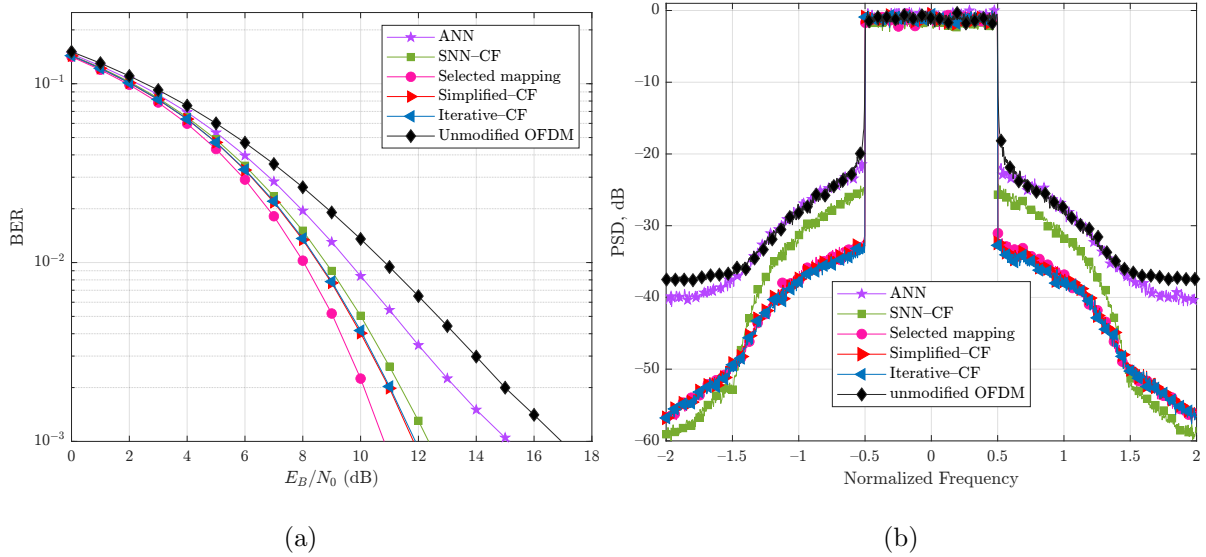 ANN
SNN–CF
Selected mapping
Simplified–CF
Iterative–CF
Unmodified OFDM
10⁻¹
10⁻²
10⁻³
BER
0 2 4 6 8 10 12 14 16 18
E_B/N_0 (dB)
(a)
0
–10
–20
–30
–40
–50
–60
PSD, dB
ANN
SNN–CF
Selected mapping
Simplified–CF
Iterative–CF
unmodified OFDM
–2 –1.5 –1 –0.5 0 0.5 1 1.5 2
Normalized Frequency
(b)